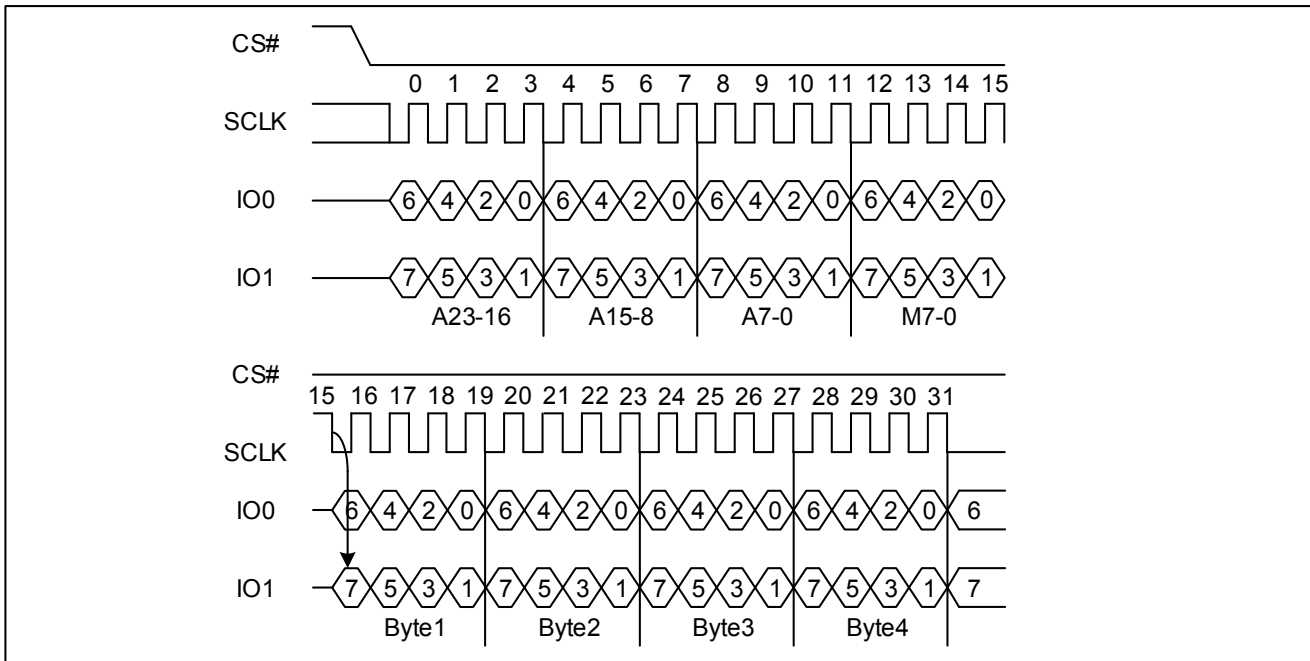 CS#
0 1 2 3 4 5 6 7 8 9 10 11 12 13 14 15
SCLK
IO0 6 4 2 0 6 4 2 0 6 4 2 0 6 4 2 0
IO1 7 5 3 1 7 5 3 1 7 5 3 1 7 5 3 1
A23-16 A15-8 A7-0 M7-0
CS#
15 16 17 18 19 20 21 22 23 24 25 26 27 28 29 30 31
SCLK
IO0 6 4 2 0 6 4 2 0 6 4 2 0 6 4 2 0 6
IO1 7 5 3 1 7 5 3 1 7 5 3 1 7 5 3 1 7
Byte1 Byte2 Byte3 Byte4